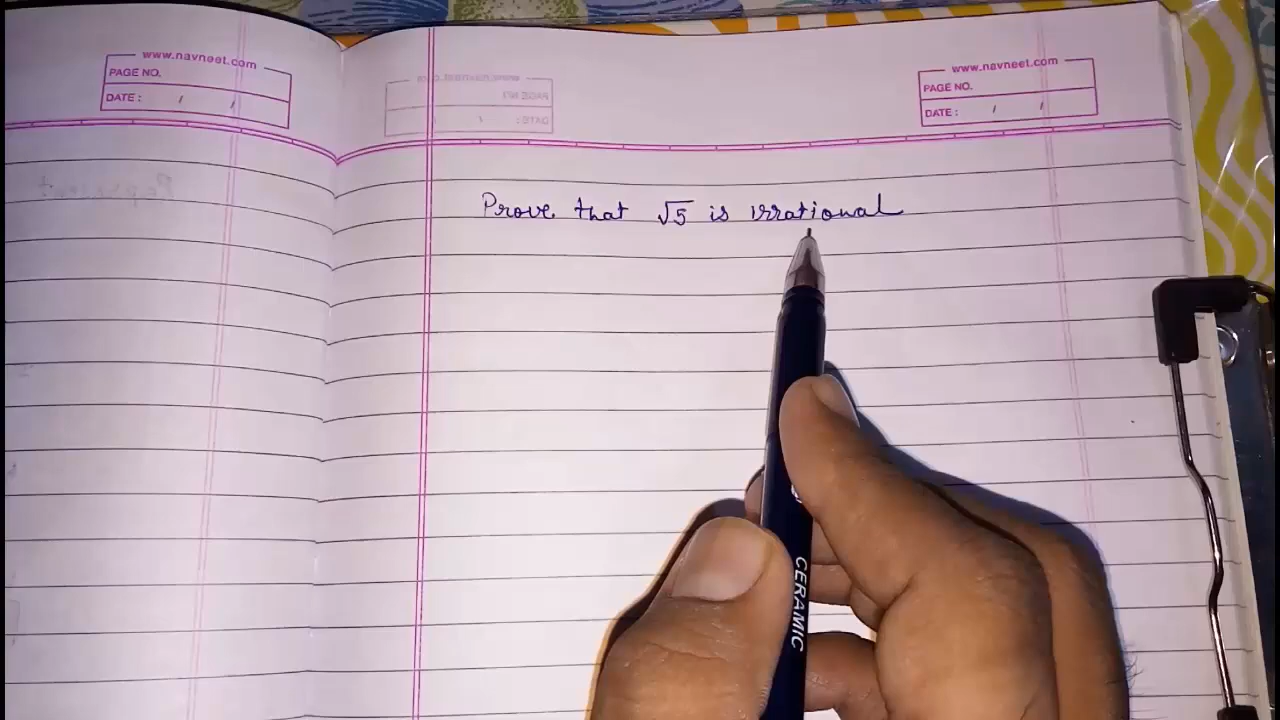 www.navneet.com
PAGE NO.
DATE : / /
www.navneet.com
PAGE NO.
DATE : / /
Prove that √5 is irrational
CERAMIC